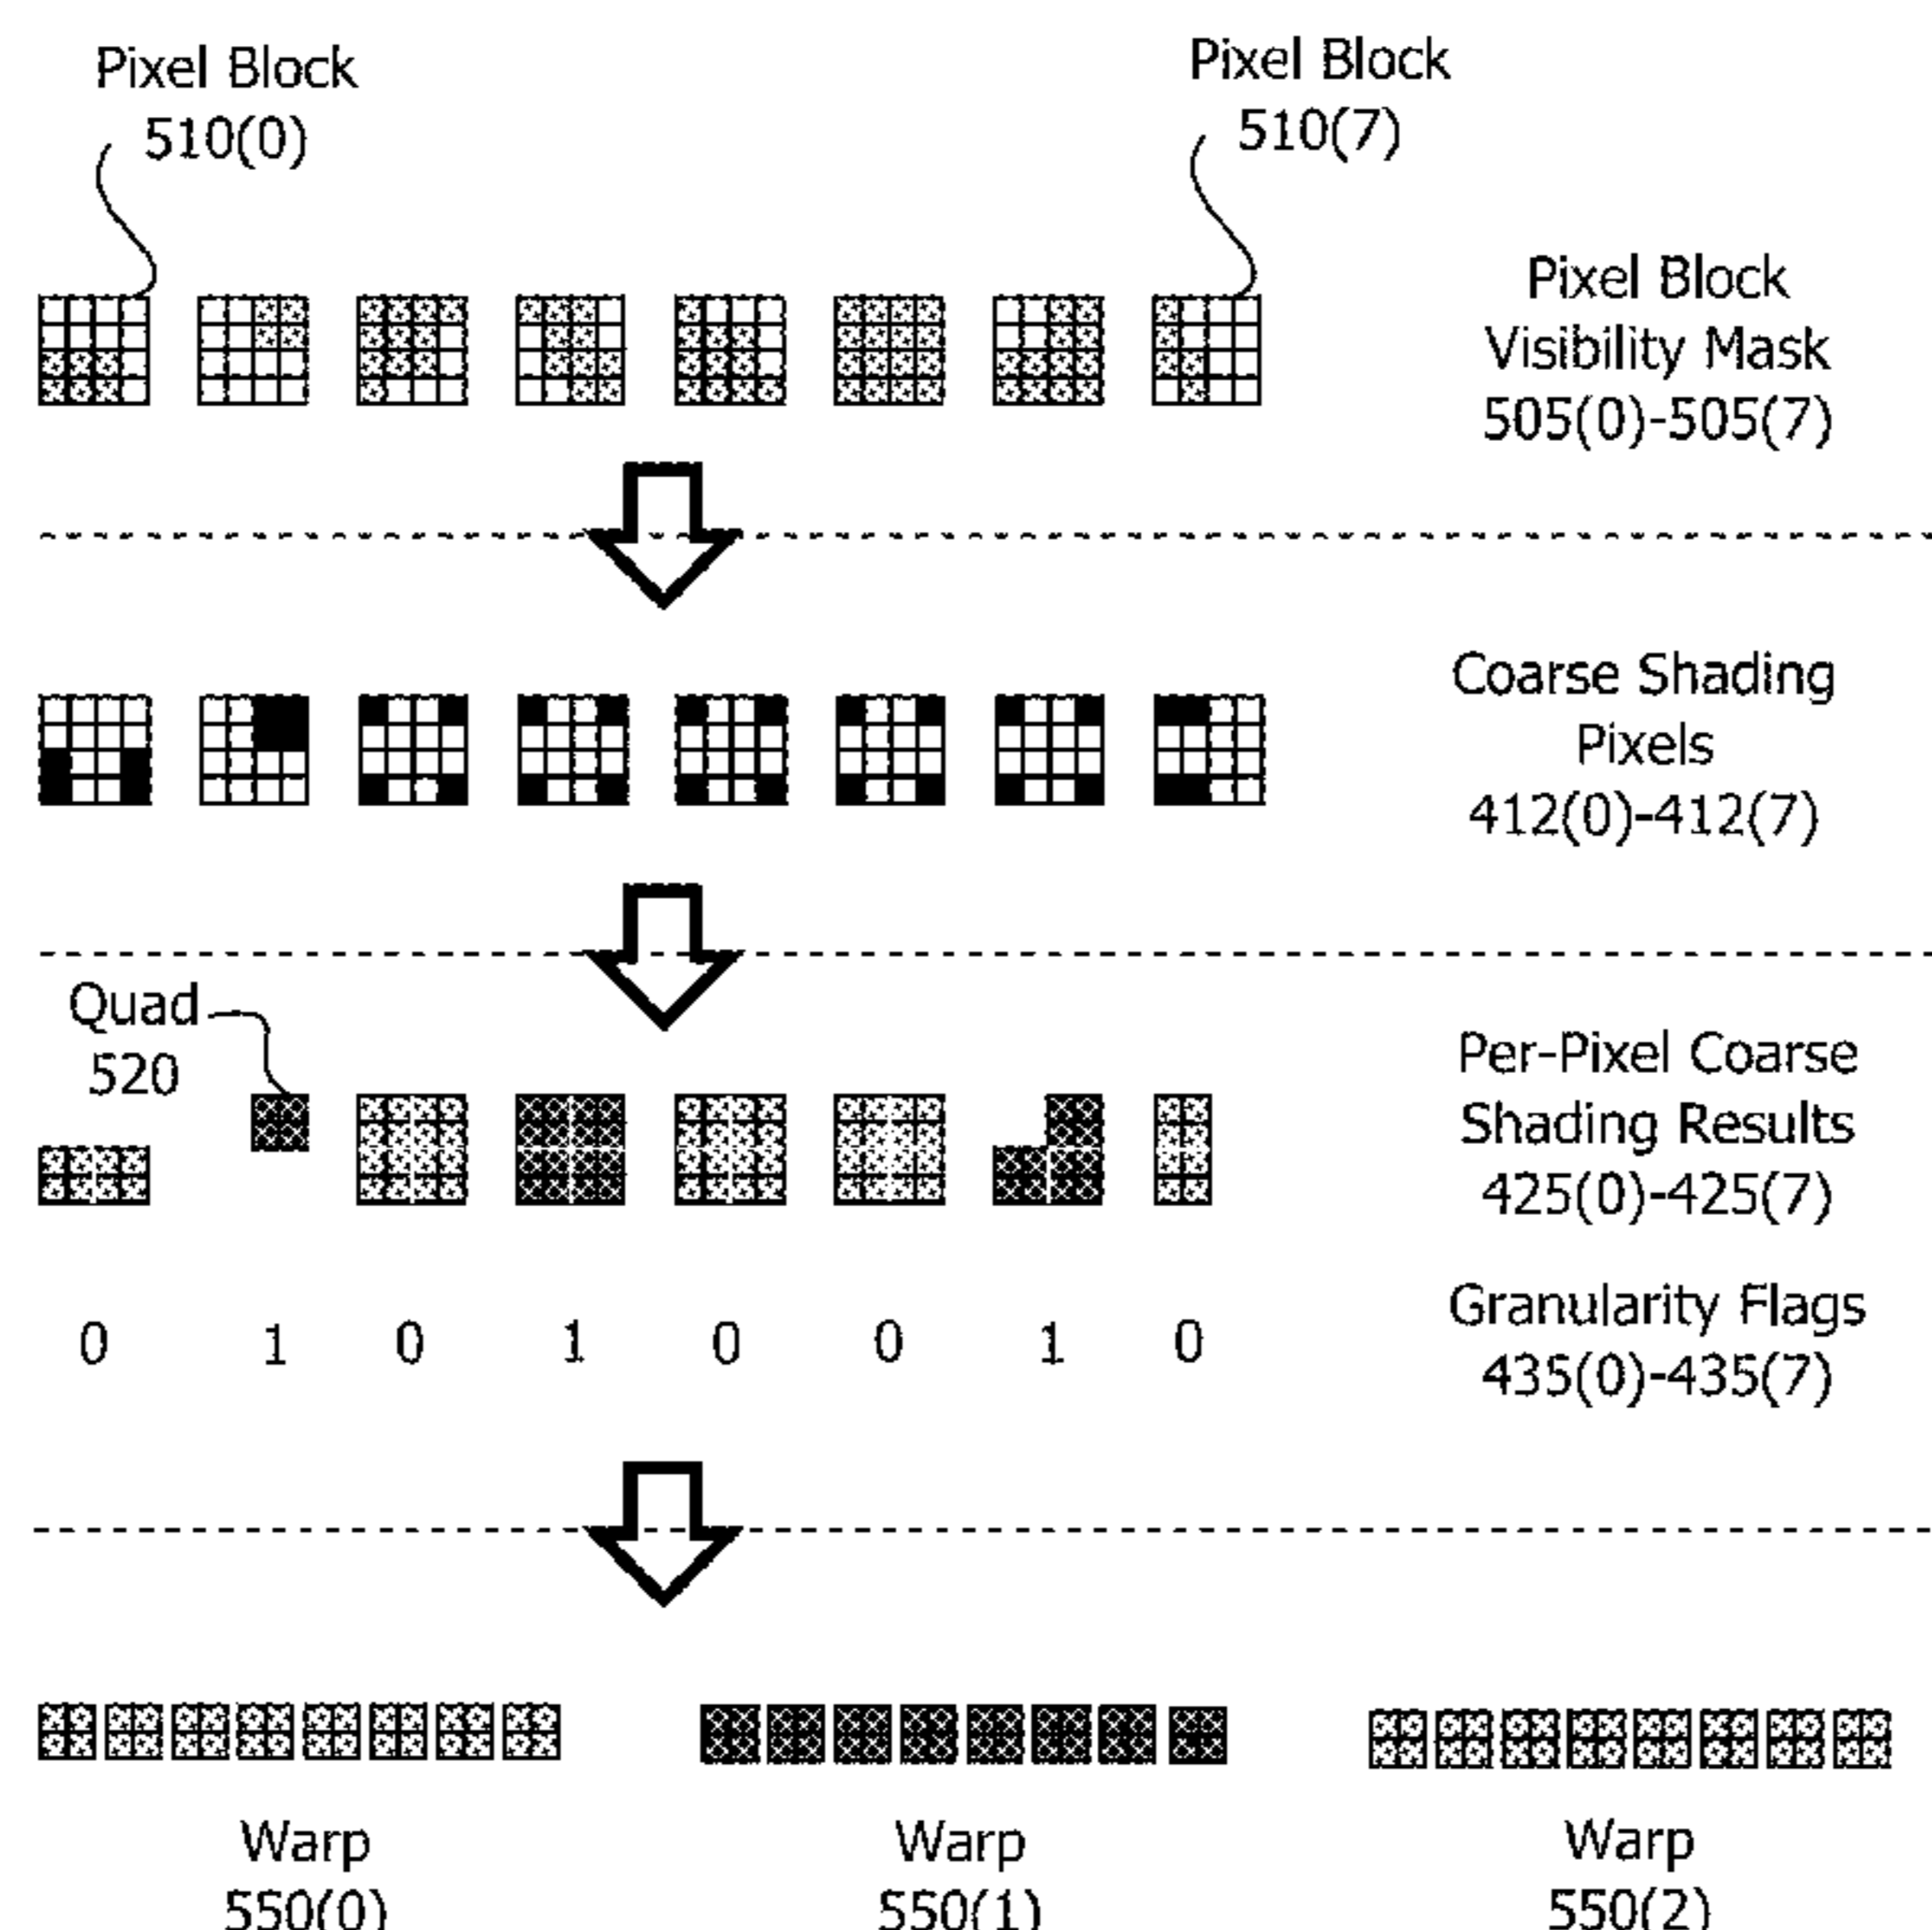 Pixel Block
510(0)
Pixel Block
510(7)
Pixel Block
Visibility Mask
505(0)-505(7)
Coarse Shading
Pixels
412(0)-412(7)
Quad
520
Per-Pixel Coarse
Shading Results
425(0)-425(7)
0 1 0 1 0 0 1 0
Granularity Flags
435(0)-435(7)
Warp
550(0)
Warp
550(1)
Warp
550(2)